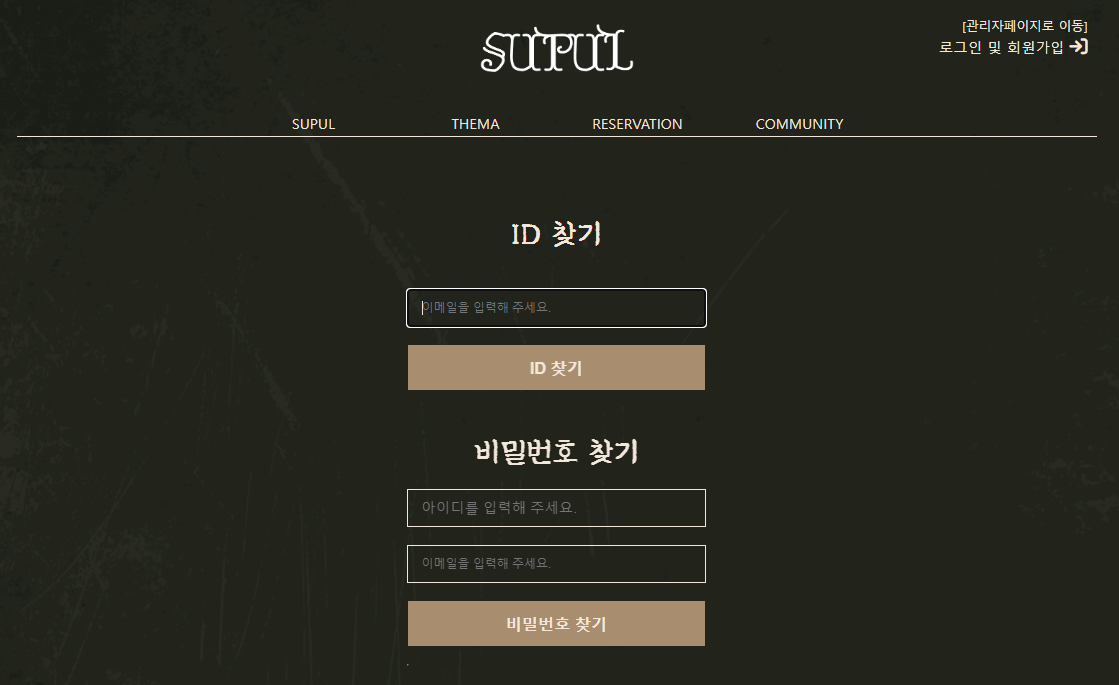 [관리자페이지로 이동]
SUPUL
로그인 및 회원가입
SUPUL THEMA RESERVATION COMMUNITY
ID 찾기
이메일을 입력해 주세요.
ID 찾기
비밀번호 찾기
아이디를 입력해 주세요.
이메일을 입력해 주세요.
비밀번호 찾기
.